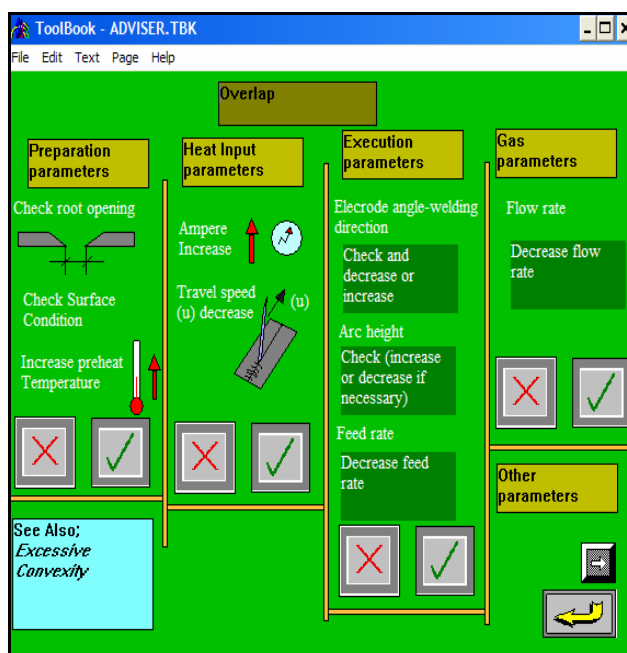 ToolBook - ADVISER.TBK
File Edit Text Page Help
Overlap
Preparation
parameters
Check root opening
Check Surface
Condition
Increase preheat
Temperature
Heat Input
parameters
Ampere
Increase
Travel speed
(u) decrease
(u)
Execution
parameters
Elecrode angle-welding
direction
Check and
decrease or
increase
Arc height
Check (increase
or decrease if
necessary)
Feed rate
Decrease feed
rate
Gas
parameters
Flow rate
Decrease flow
rate
Other
parameters
See Also;
Excessive
Convexity